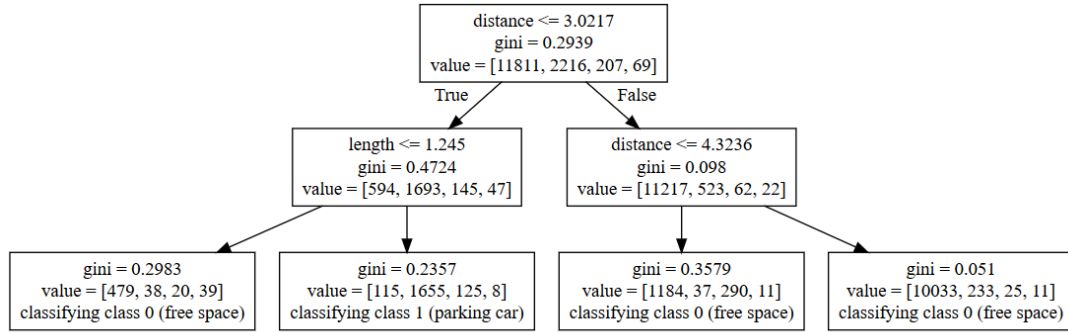 distance <= 3.0217
gini = 0.2939
value = [11811, 2216, 207, 69]
True
False
length <= 1.245
gini = 0.4724
value = [594, 1693, 145, 47]
distance <= 4.3236
gini = 0.098
value = [11217, 523, 62, 22]
gini = 0.2983
value = [479, 38, 20, 39]
classifying class 0 (free space)
gini = 0.2357
value = [115, 1655, 125, 8]
classifying class 1 (parking car)
gini = 0.3579
value = [1184, 37, 290, 11]
classifying class 0 (free space)
gini = 0.051
value = [10033, 233, 25, 11]
classifying class 0 (free space)